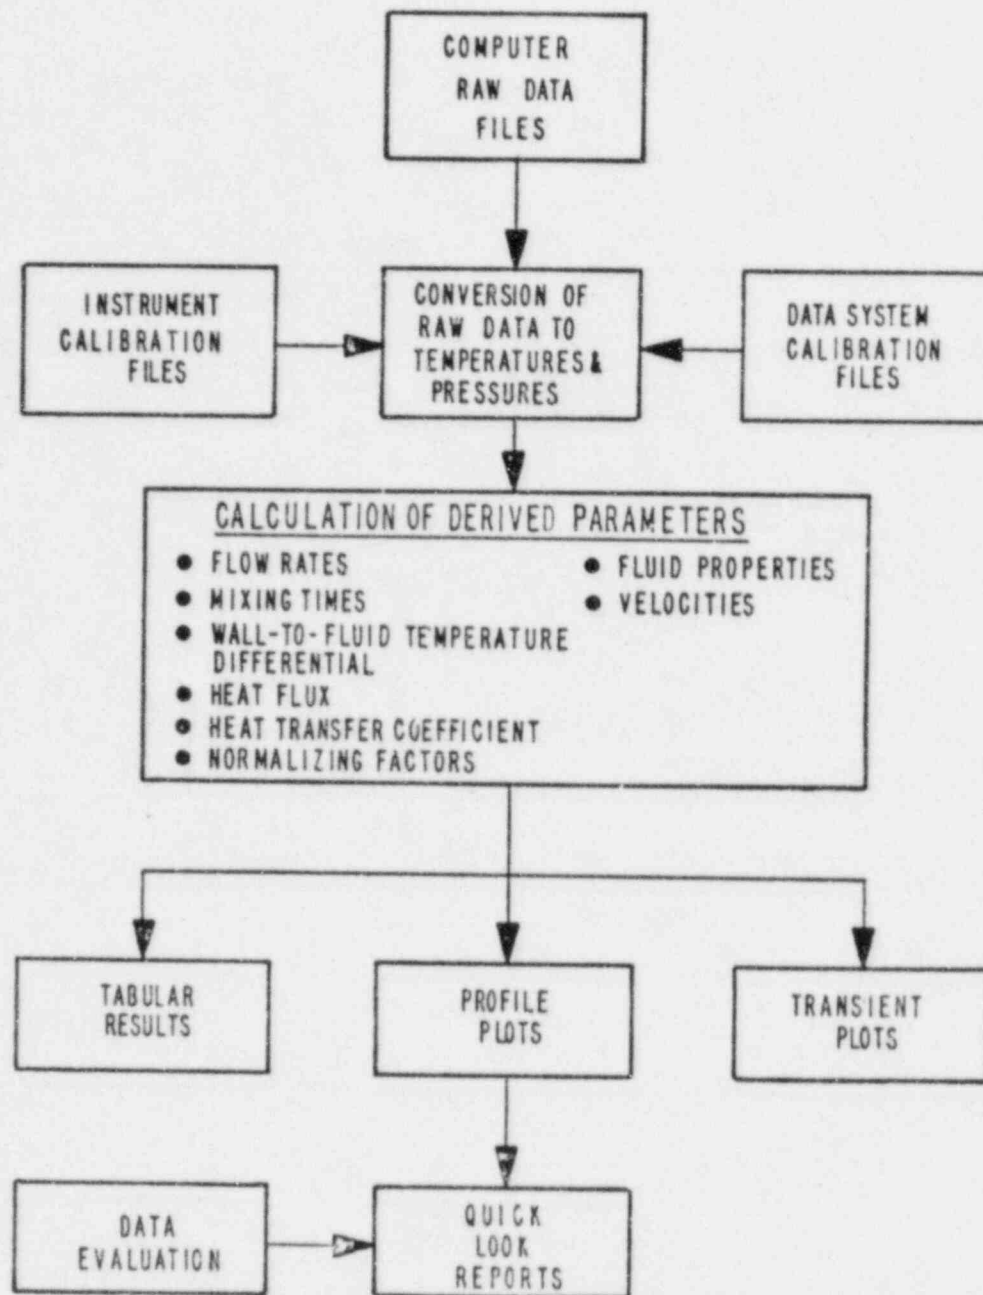 COMPUTER
RAW DATA
FILES
INSTRUMENT
CALIBRATION
FILES
CONVERSION OF
RAW DATA TO
TEMPERATURES &
PRESSURES
DATA SYSTEM
CALIBRATION
FILES
CALCULATION OF DERIVED PARAMETERS
● FLOW RATES
● MIXING TIMES
● WALL-TO-FLUID TEMPERATURE
DIFFERENTIAL
● HEAT FLUX
● HEAT TRANSFER COEFFICIENT
● NORMALIZING FACTORS
● FLUID PROPERTIES
● VELOCITIES
TABULAR
RESULTS
PROFILE
PLOTS
TRANSIENT
PLOTS
DATA
EVALUATION
QUICK
LOOK
REPORTS